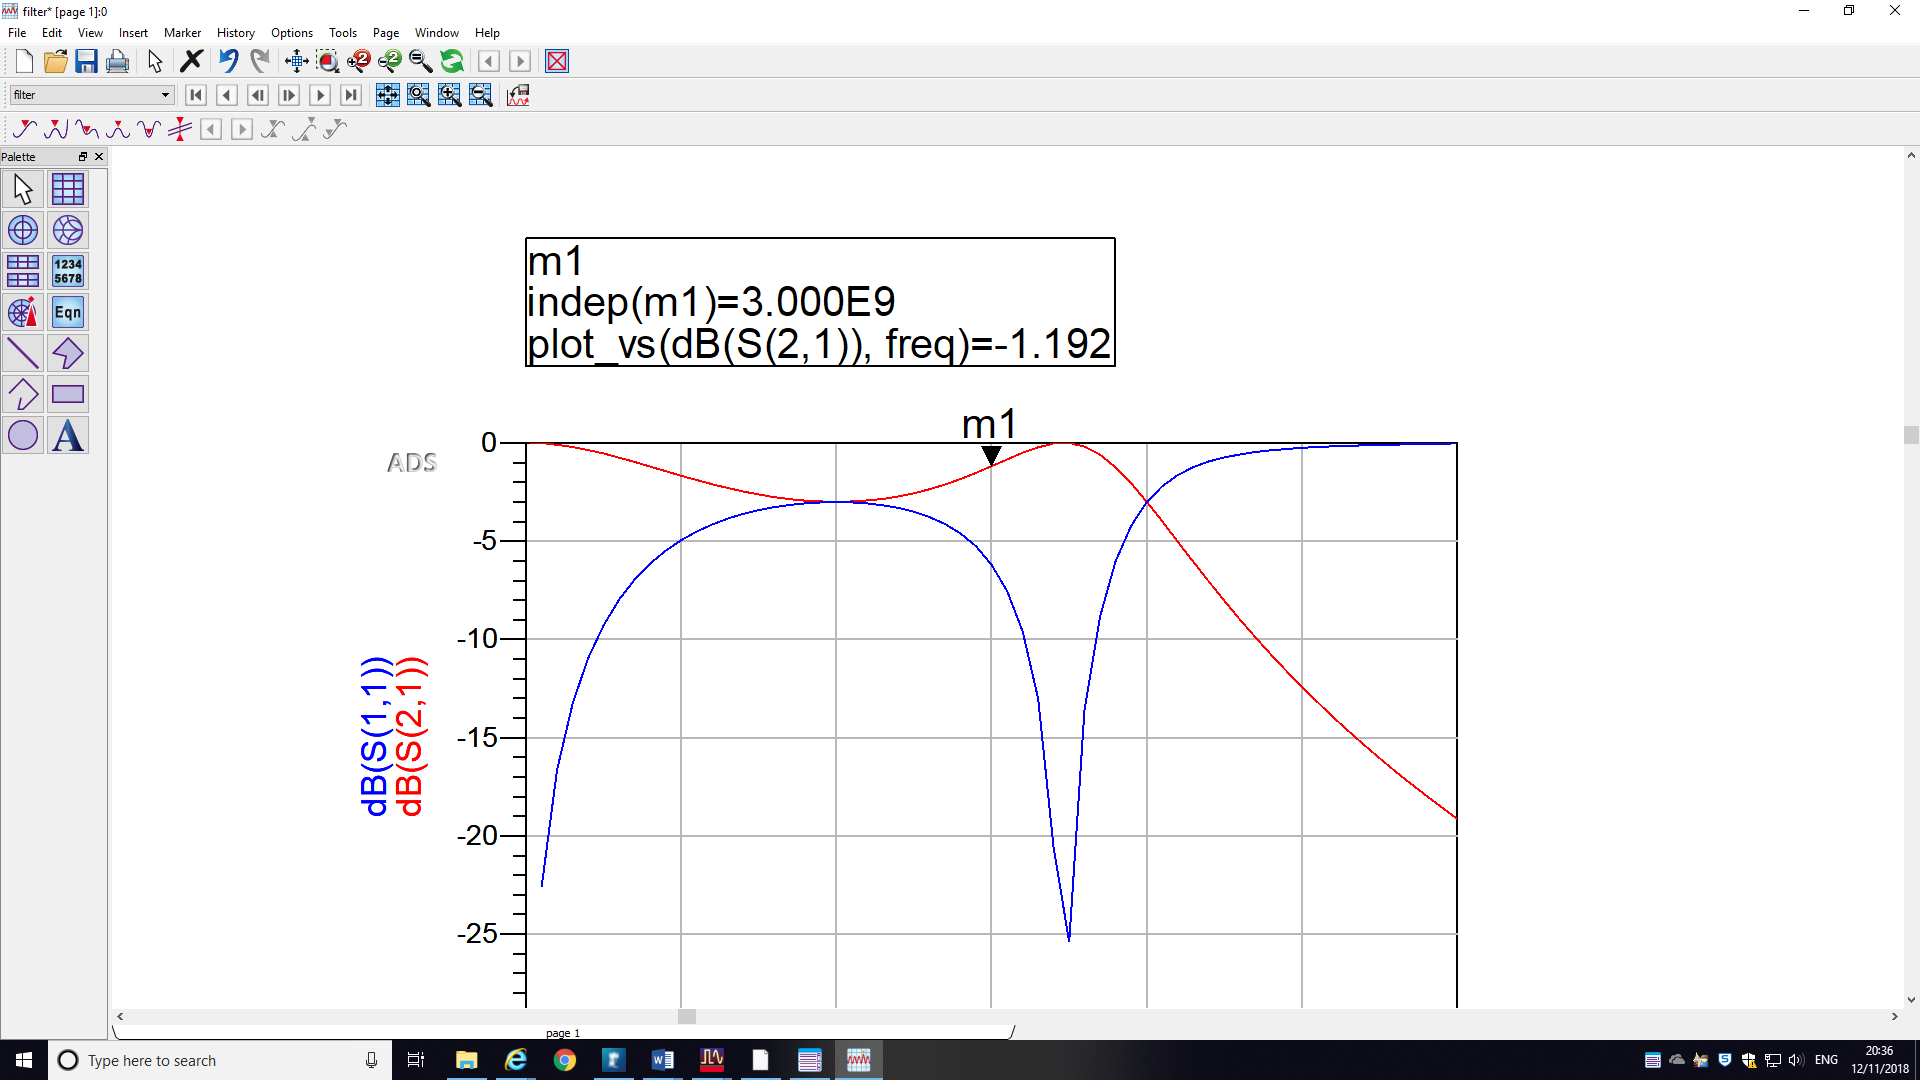 filter* [page 1]:0
File Edit View Insert Marker History Options Tools Page Window Help
filter
Palette
1234
5678
Eqn
A
m1
indep(m1)=3.000E9
plot_vs(dB(S(2,1)), freq)=-1.192
m1
ADS
0
-5
-10
-15
-20
-25
dB(S(1,1))
dB(S(2,1))
page 1
Type here to search
ENG
20:36
12/11/2018